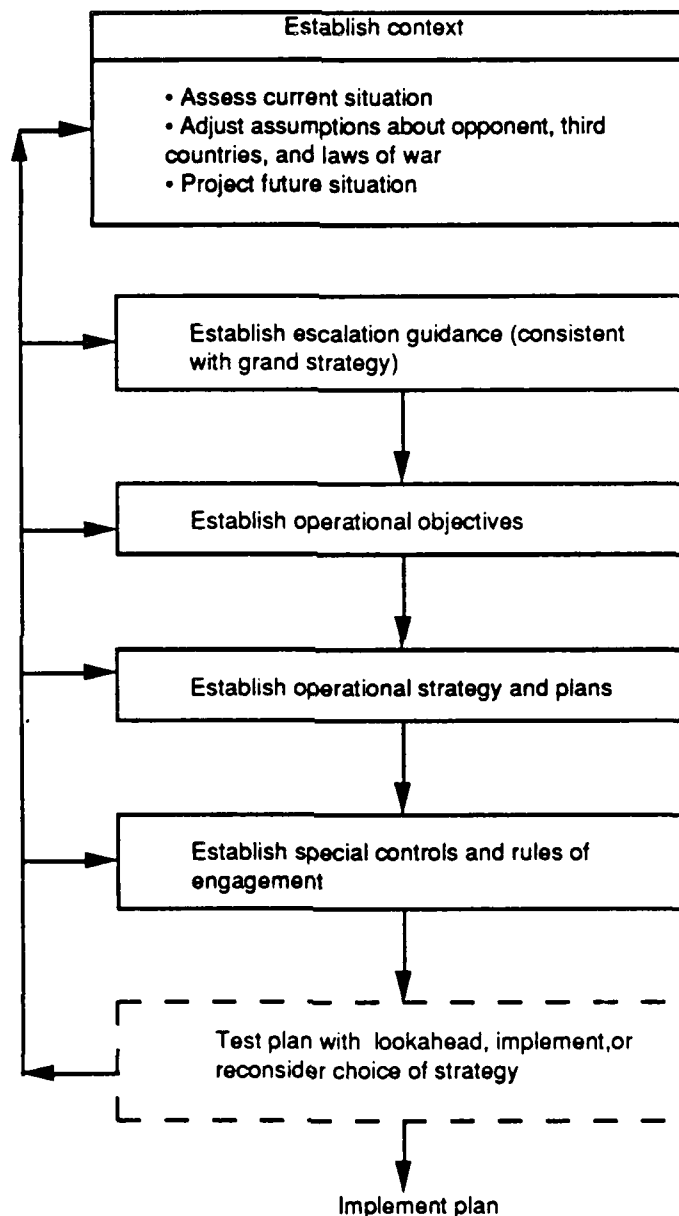 Establish context
• Assess current situation
• Adjust assumptions about opponent, third
countries, and laws of war
• Project future situation
Establish escalation guidance (consistent
with grand strategy)
Establish operational objectives
Establish operational strategy and plans
Establish special controls and rules of
engagement
Test plan with lookahead, implement,or
reconsider choice of strategy
Implement plan